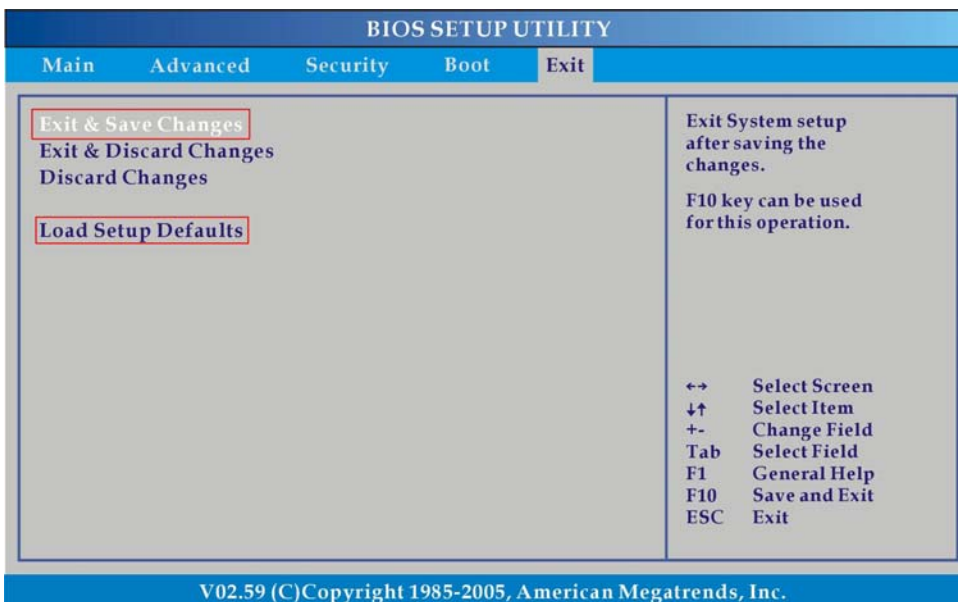 BIOS SETUP UTILITY
Main Advanced Security Boot Exit
Exit & Save Changes
Exit & Discard Changes
Discard Changes
Load Setup Defaults
Exit System setup
after saving the
changes.
F10 key can be used
for this operation.
←→ Select Screen
↓↑ Select Item
+- Change Field
Tab Select Field
F1 General Help
F10 Save and Exit
ESC Exit
V02.59 (C)Copyright 1985-2005, American Megatrends, Inc.